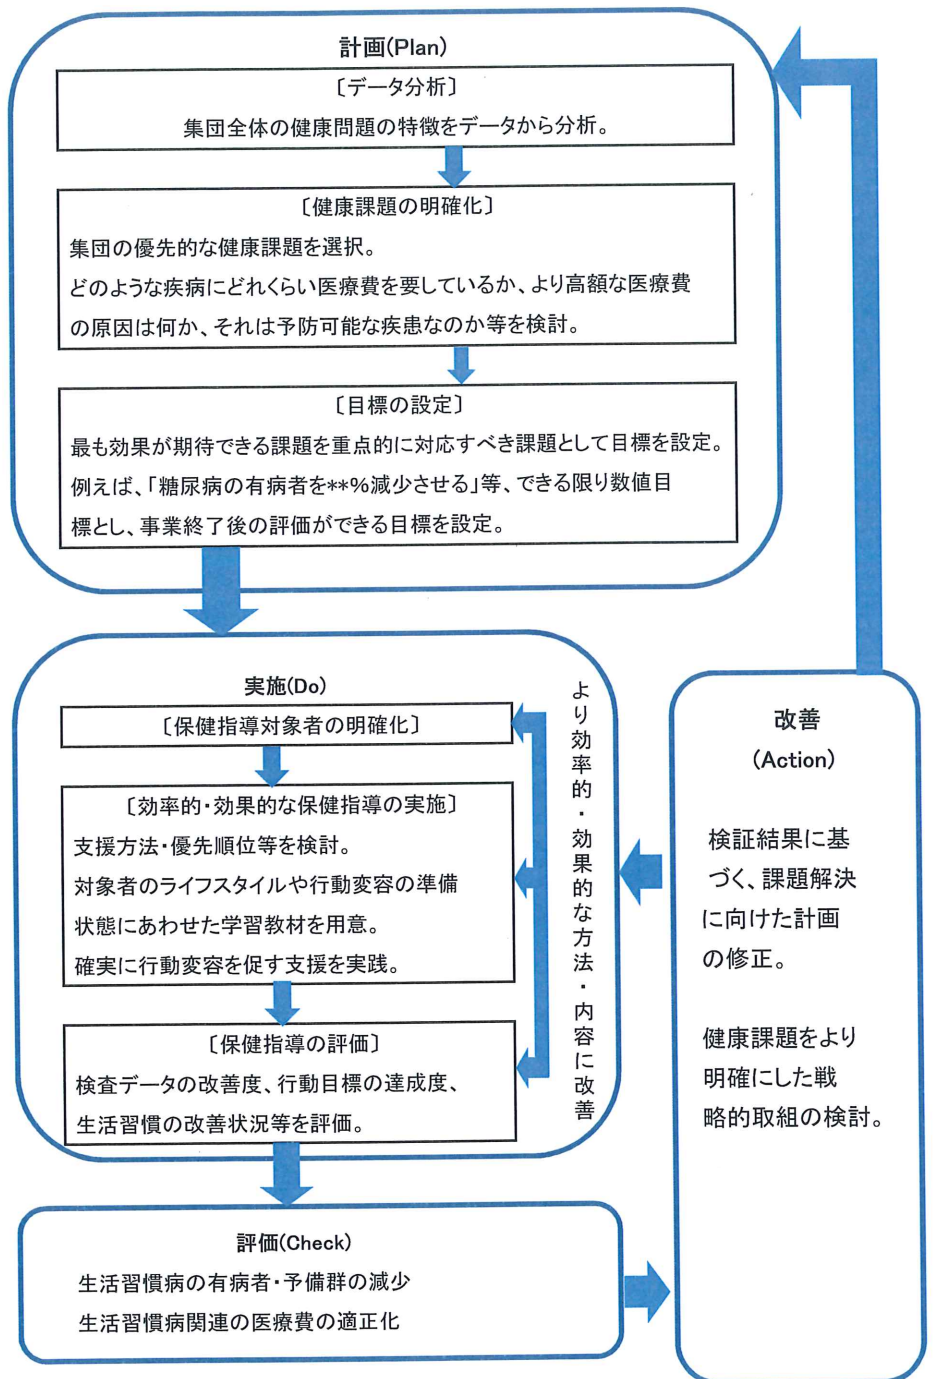 計画(Plan)
〔データ分析〕
集団全体の健康問題の特徴をデータから分析。
〔健康課題の明確化〕
集団の優先的な健康課題を選択。
どのような疾病にどれくらい医療費を要しているか、より高額な医療費
の原因は何か、それは予防可能な疾患なのか等を検討。
〔目標の設定〕
最も効果が期待できる課題を重点的に対応すべき課題として目標を設定。
例えば、「糖尿病の有病者を**%減少させる」等、できる限り数値目
標とし、事業終了後の評価ができる目標を設定。
実施(Do)
〔保健指導対象者の明確化〕
〔効率的・効果的な保健指導の実施〕
支援方法・優先順位等を検討。
対象者のライフスタイルや行動変容の準備
状態にあわせた学習教材を用意。
確実に行動変容を促す支援を実践。
〔保健指導の評価〕
検査データの改善度、行動目標の達成度、
生活習慣の改善状況等を評価。
より効率的・効果的な方法・内容に改善
改善
(Action)
検証結果に基
づく、課題解決
に向けた計画
の修正。
健康課題をより
明確にした戦
略的取組の検討。
評価(Check)
生活習慣病の有病者・予備群の減少
生活習慣病関連の医療費の適正化